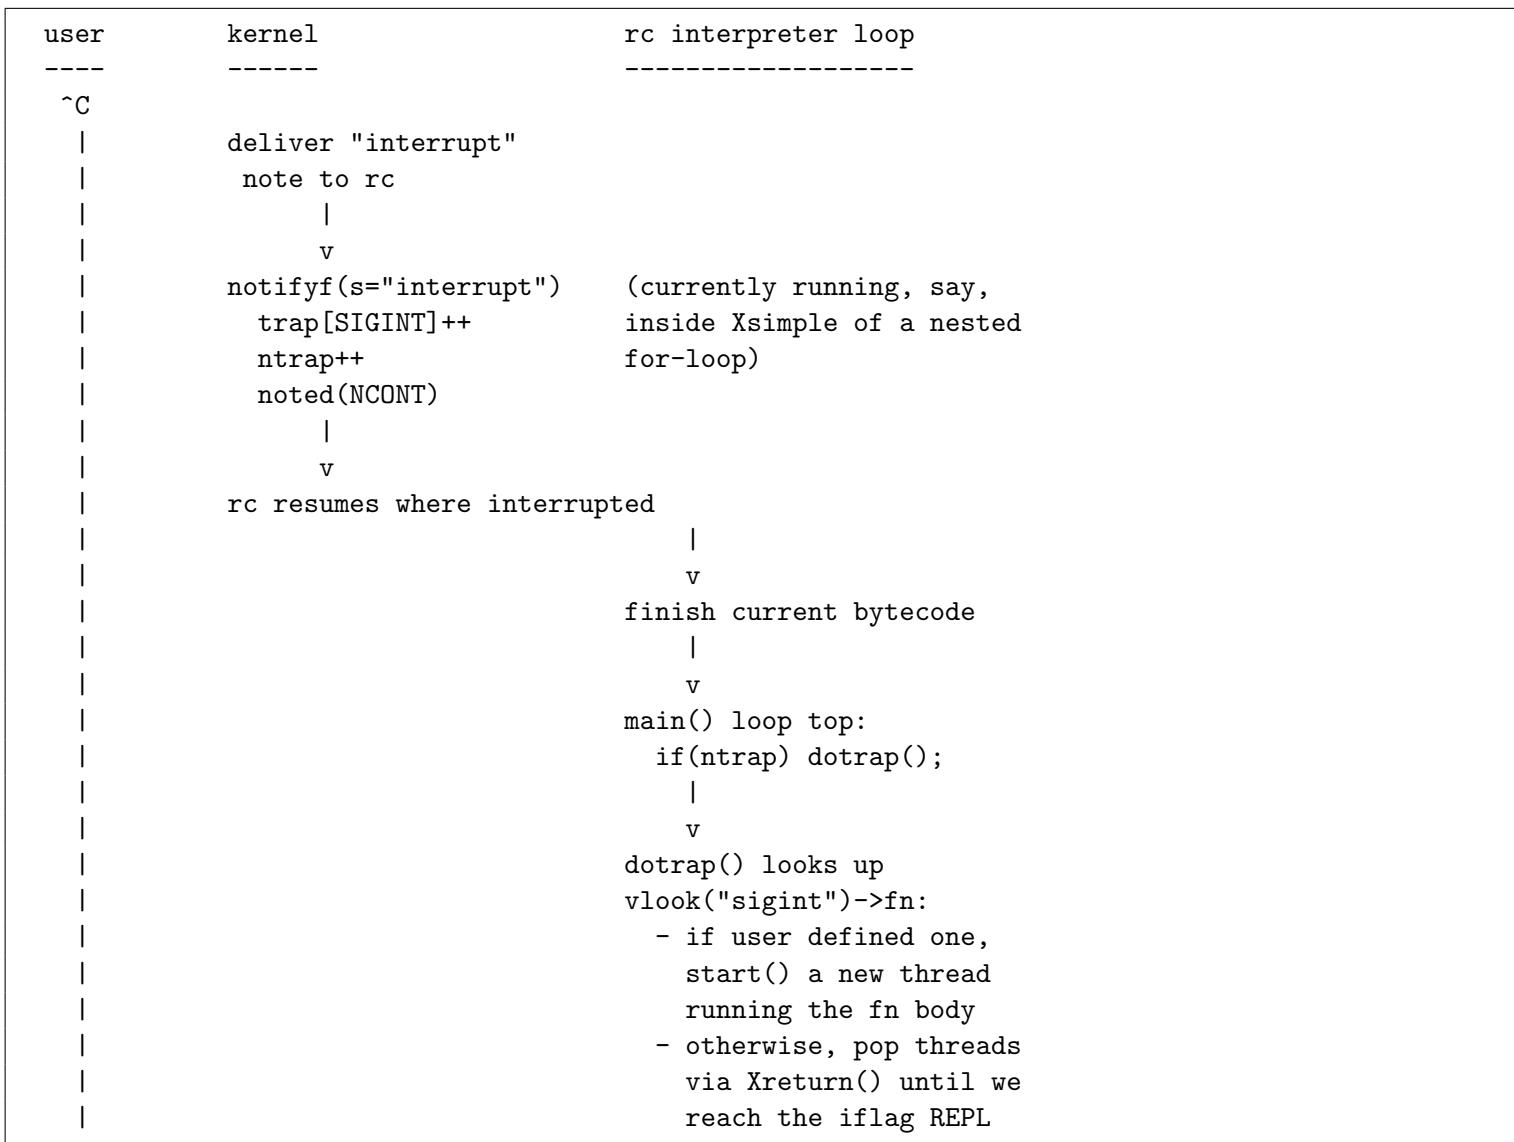 user        kernel                    rc interpreter loop
----        ------                    -------------------
 ^C
  |         deliver "interrupt"
  |          note to rc
  |               |
  |               v
  |         notifyf(s="interrupt")    (currently running, say,
  |           trap[SIGINT]++          inside Xsimple of a nested
  |           ntrap++                 for-loop)
  |           noted(NCONT)
  |               |
  |               v
  |         rc resumes where interrupted
  |                                       |
  |                                       v
  |                                   finish current bytecode
  |                                       |
  |                                       v
  |                                   main() loop top:
  |                                     if(ntrap) dotrap();
  |                                       |
  |                                       v
  |                                   dotrap() looks up
  |                                   vlook("sigint")->fn:
  |                                     - if user defined one,
  |                                       start() a new thread
  |                                       running the fn body
  |                                     - otherwise, pop threads
  |                                       via Xreturn() until we
  |                                       reach the iflag REPL